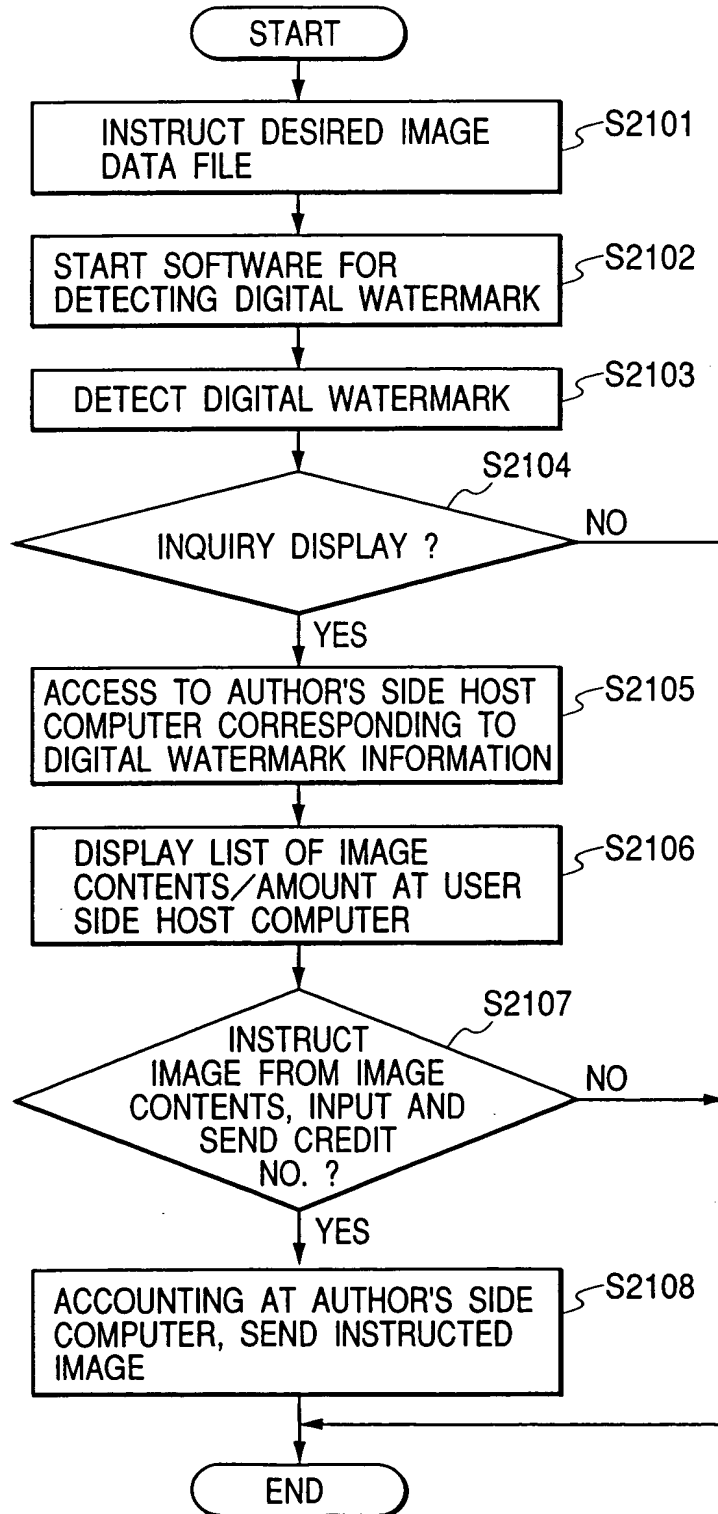 START
INSTRUCT DESIRED IMAGE
DATA FILE
S2101
START SOFTWARE FOR
DETECTING DIGITAL WATERMARK
S2102
DETECT DIGITAL WATERMARK
S2103
S2104
INQUIRY DISPLAY ?
NO
YES
ACCESS TO AUTHOR'S SIDE HOST
COMPUTER CORRESPONDING TO
DIGITAL WATERMARK INFORMATION
S2105
DISPLAY LIST OF IMAGE
CONTENTS/AMOUNT AT USER
SIDE HOST COMPUTER
S2106
S2107
INSTRUCT
IMAGE FROM IMAGE
CONTENTS, INPUT AND
SEND CREDIT
NO. ?
NO
YES
ACCOUNTING AT AUTHOR'S SIDE
COMPUTER, SEND INSTRUCTED
IMAGE
S2108
END